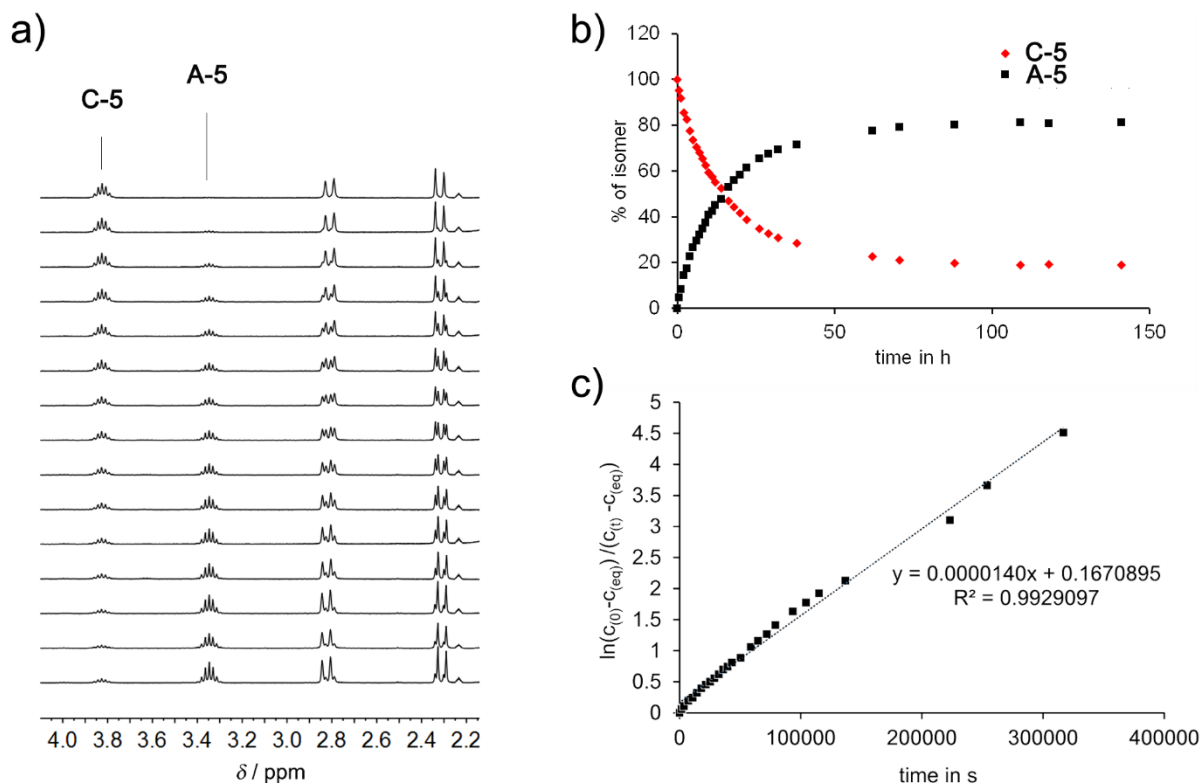 a)
C-5
A-5
4.0 3.8 3.6 3.4 3.2 3.0 2.8 2.6 2.4 2.2
δ / ppm
b)
120
100
80
60
40
20
0
% of isomer
C-5
A-5
0 50 100 150
time in h
c)
5
4.5
4
3.5
3
2.5
2
1.5
1
0.5
0
ln(c(0)-c(eq))/(c(t) -c(eq))
y = 0.0000140x + 0.1670895
R² = 0.9929097
0 100000 200000 300000 400000
time in s